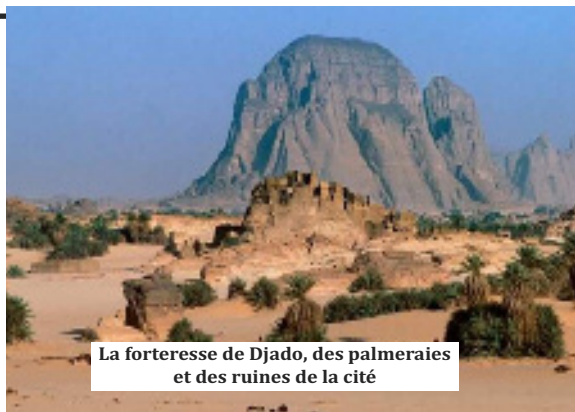 La forteresse de Djado, des palmeraies
et des ruines de la cité